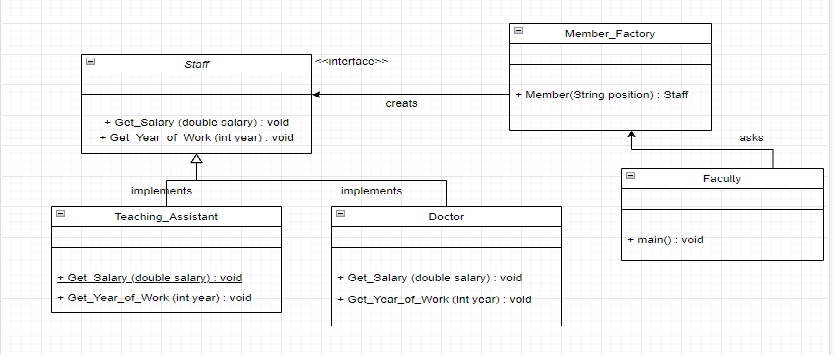 Member_Factory
Staff
<<interface>>
+ Member(String position) : Staff
creats
+ Get_Salary (double salary) : void
+ Get_Year_of_Work (int year) : void
asks
Faculty
implements
implements
Teaching_Assistant
Doctor
+ main() : void
+ Get_Salary (double salary) : void
+ Get_Salary (double salary) : void
+ Get_Year_of_Work (int year) : void
+ Get_Year_of_Work (int year) : void